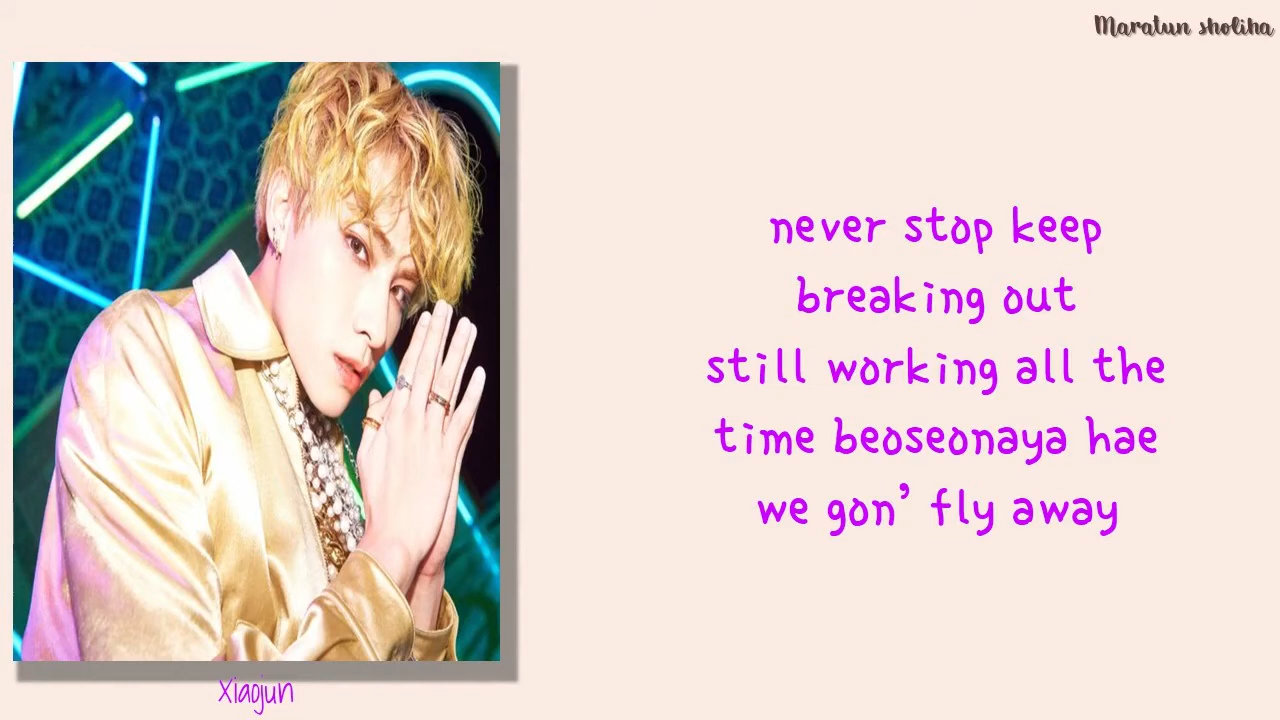 Maratun sholiha
never stop keep
breaking out
still working all the
time beoseonaya hae
we gon' fly away
Xiaojun